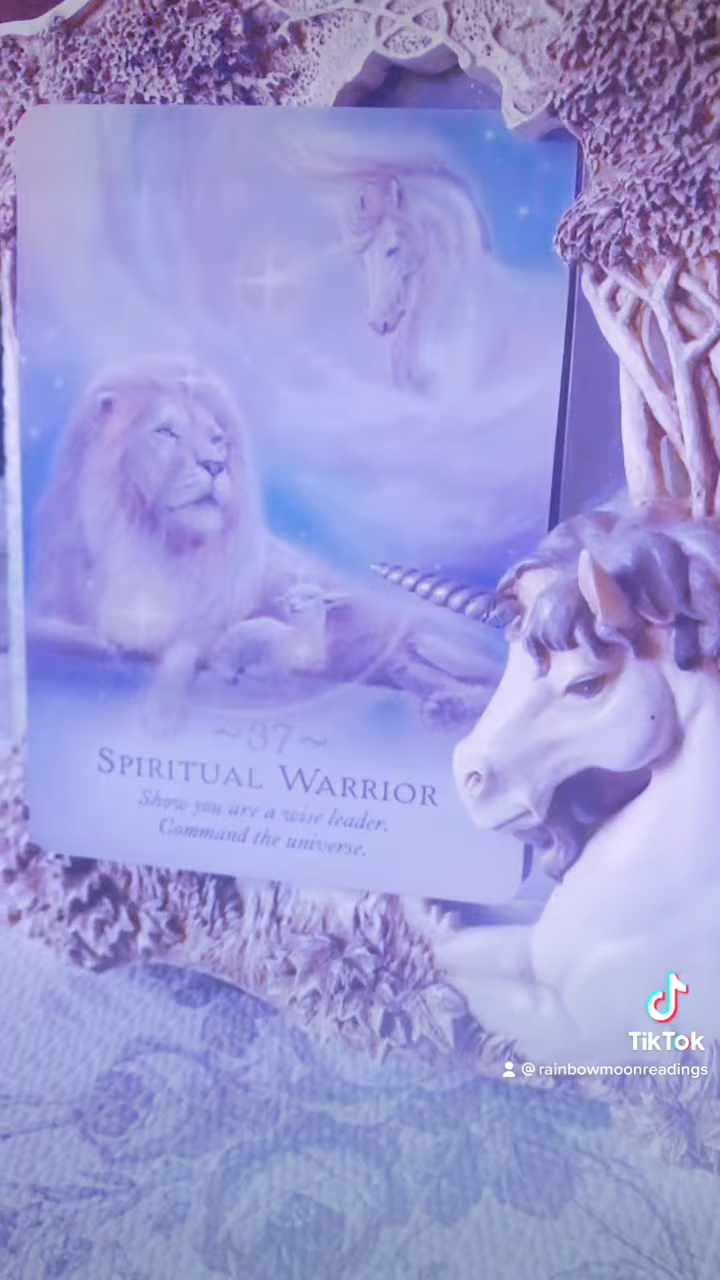 ~37~
SPIRITUAL WARRIOR
Show you are a wise leader.
Command the universe.
TikTok
@rainbowmoonreadings